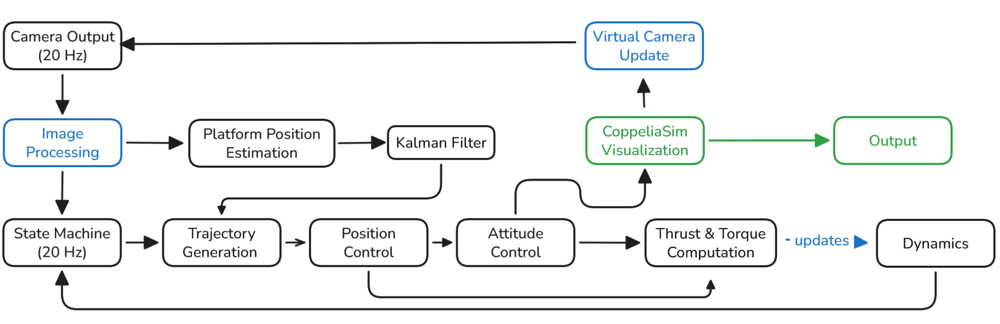 Camera Output
(20 Hz)
Virtual Camera
Update
Image
Processing
Platform Position
Estimation
Kalman Filter
CoppeliaSim
Visualization
Output
State Machine
(20 Hz)
Trajectory
Generation
Position
Control
Attitude
Control
Thrust & Torque
Computation
updates
Dynamics